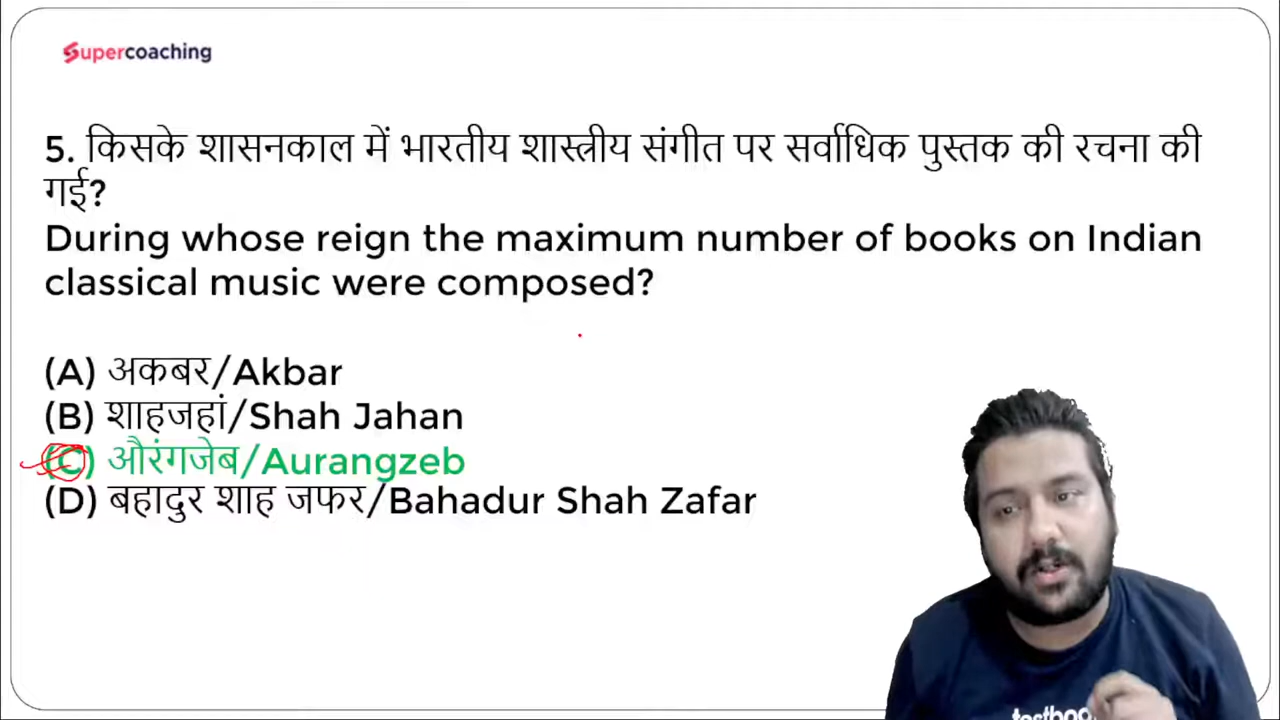 Supercoaching
5. किसके शासनकाल में भारतीय शास्त्रीय संगीत पर सर्वाधिक पुस्तक की रचना की
गई?
During whose reign the maximum number of books on Indian
classical music were composed?
(A) अकबर/Akbar
(B) शाहजहां/Shah Jahan
(C) औरंगजेब/Aurangzeb
(D) बहादुर शाह जफर/Bahadur Shah Zafar